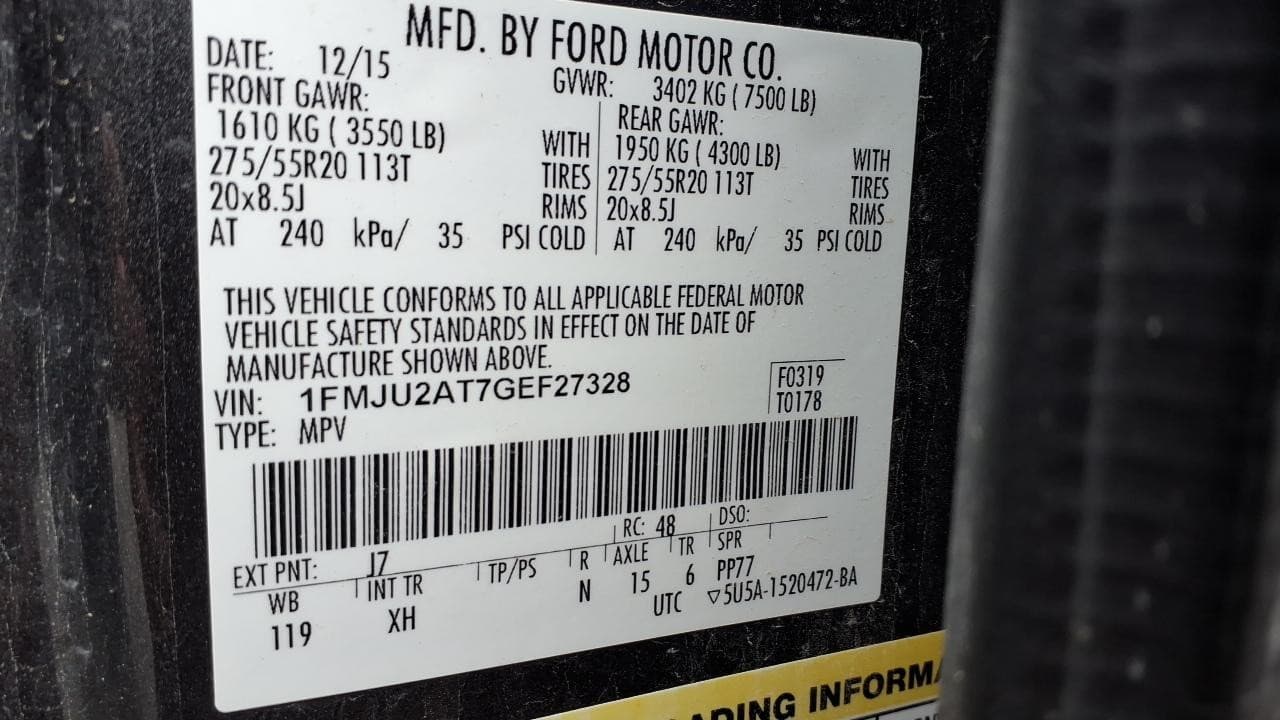 MFD. BY FORD MOTOR CO.
DATE: 12/15 GVWR: 3402 KG ( 7500 LB)
FRONT GAWR: REAR GAWR:
1610 KG ( 3550 LB) WITH 1950 KG ( 4300 LB) WITH
275/55R20 113T TIRES 275/55R20 113T TIRES
20x8.5J RIMS 20x8.5J RIMS
AT 240 kPa/ 35 PSI COLD AT 240 kPa/ 35 PSI COLD
THIS VEHICLE CONFORMS TO ALL APPLICABLE FEDERAL MOTOR
VEHICLE SAFETY STANDARDS IN EFFECT ON THE DATE OF
MANUFACTURE SHOWN ABOVE.
VIN: 1FMJU2AT7GEF27328 F0319
TYPE: MPV T0178
EXT PNT: J7 RC: 48 DSO:
WB INT TR TP/PS R AXLE TR SPR
119 XH N 15 6 PP77
UTC ▽5U5A-1520472-BA